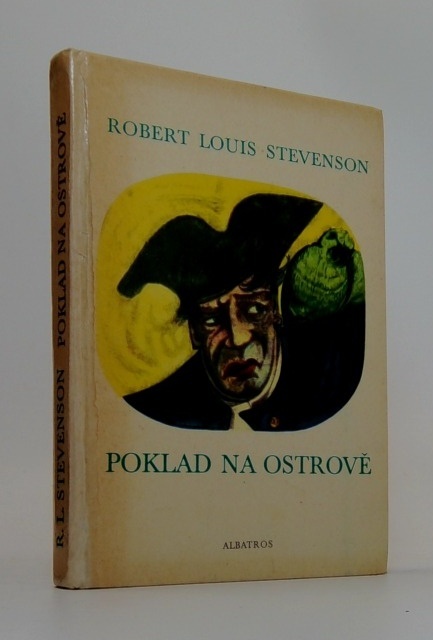 ROBERT LOUIS STEVENSON
POKLAD NA OSTROVĚ
ALBATROS
R. L. STEVENSON POKLAD NA OSTROVĚ